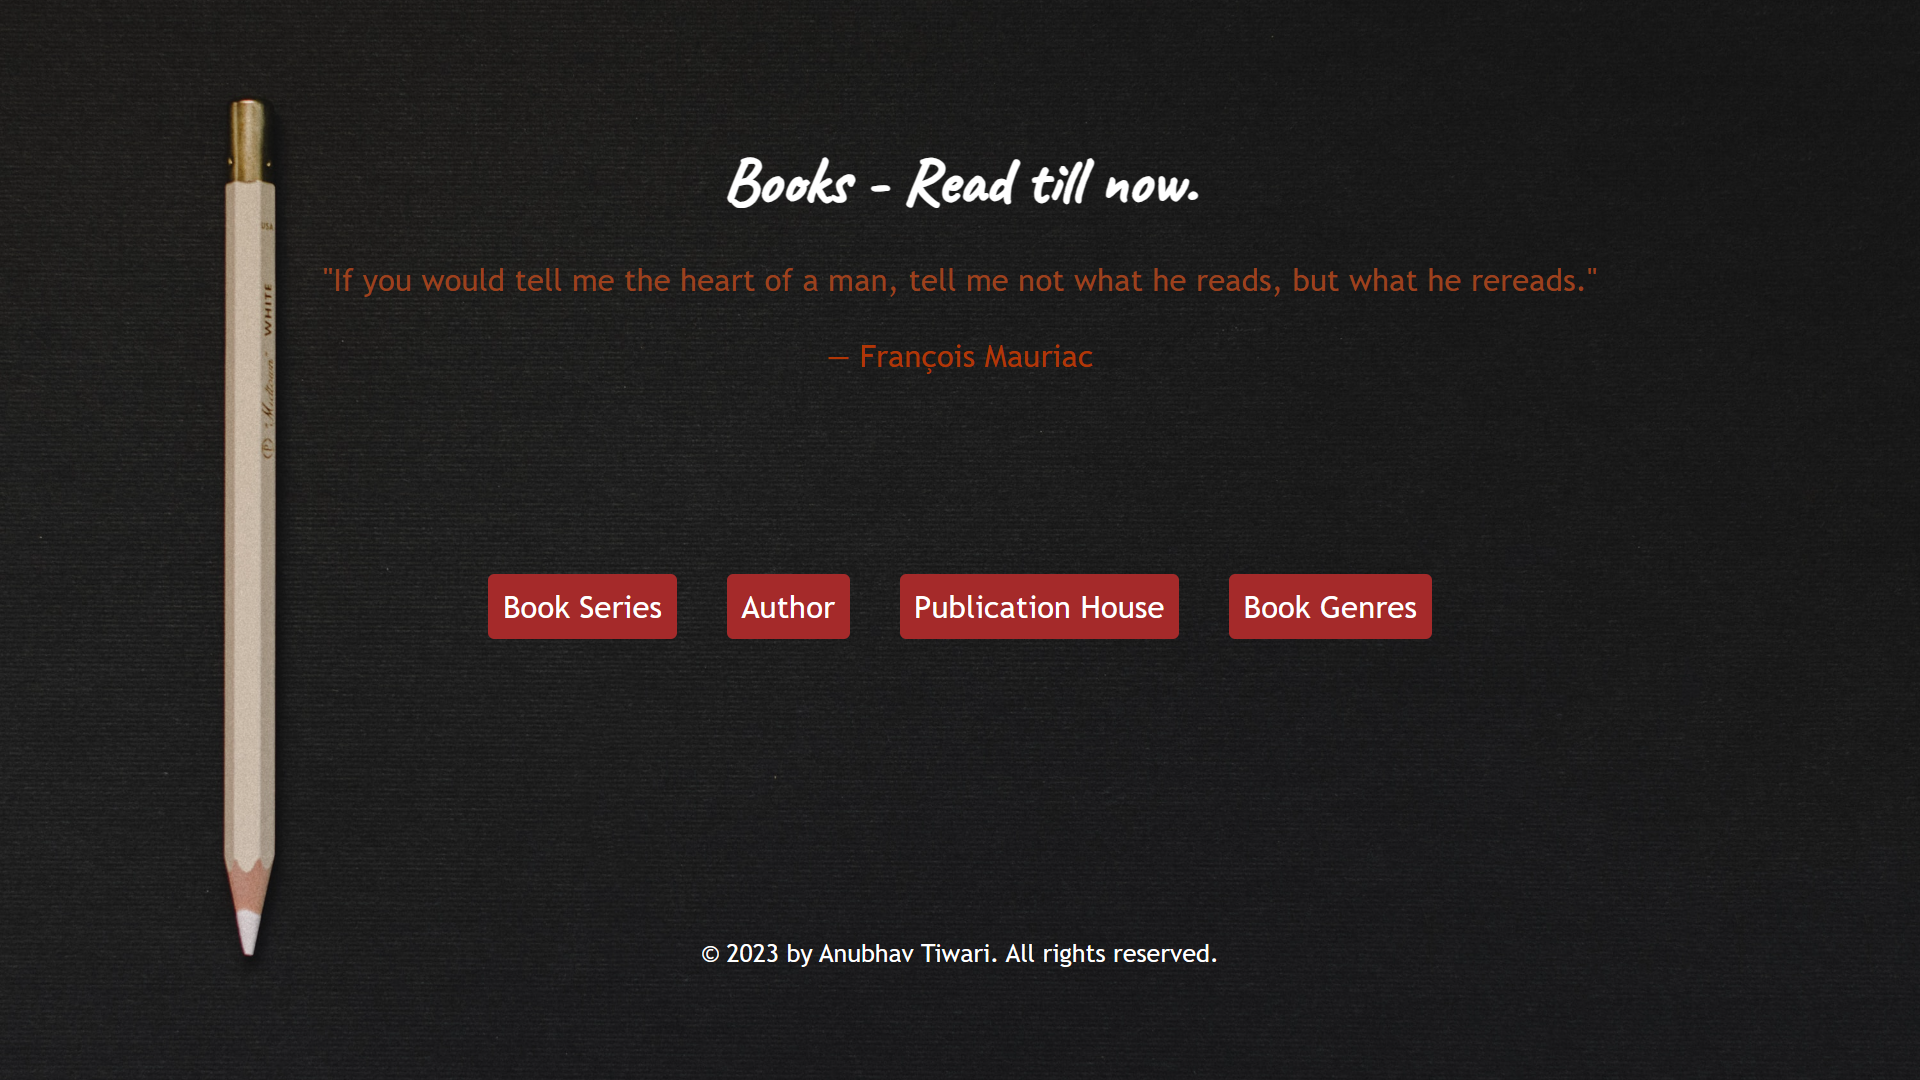 Books - Read till now.
"If you would tell me the heart of a man, tell me not what he reads, but what he rereads."
— François Mauriac
USA
WHITE
Book Series
Author
Publication House
Book Genres
© 2023 by Anubhav Tiwari. All rights reserved.